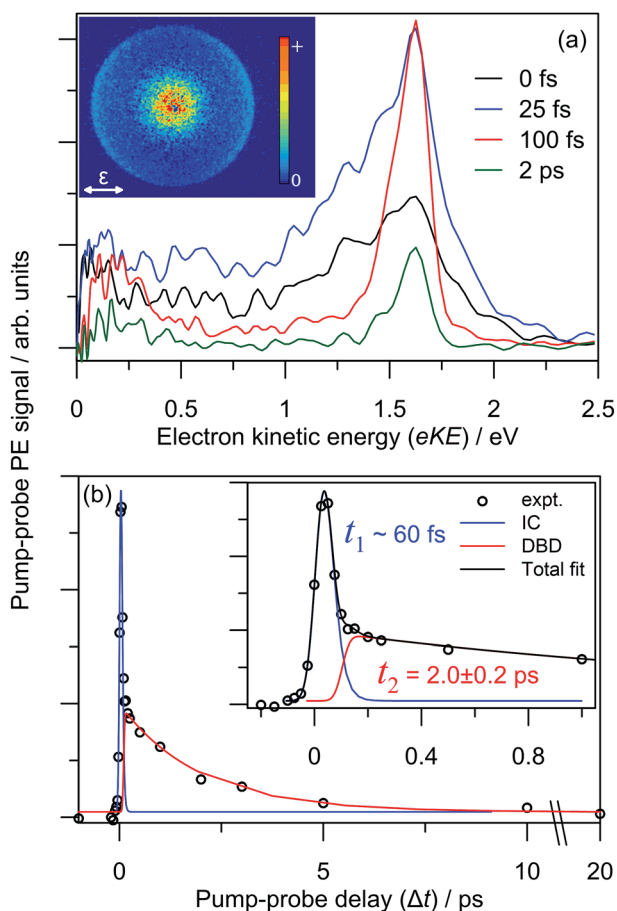 (a)
+
0
ε
0 fs
25 fs
100 fs
2 ps
0 0.5 1 1.5 2 2.5
Electron kinetic energy (eKE) / eV
Pump-probe PE signal / arb. units
(b)
expt.
IC
DBD
Total fit
t₁ ~ 60 fs
t₂ = 2.0±0.2 ps
0 0.4 0.8
0 5 10 20
Pump-probe delay (Δt) / ps